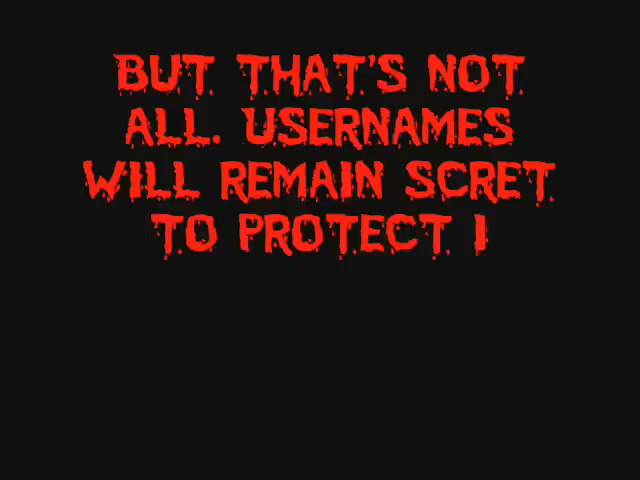 BUT THAT'S NOT
ALL. USERNAMES
WILL REMAIN SCRET
TO PROTECT I